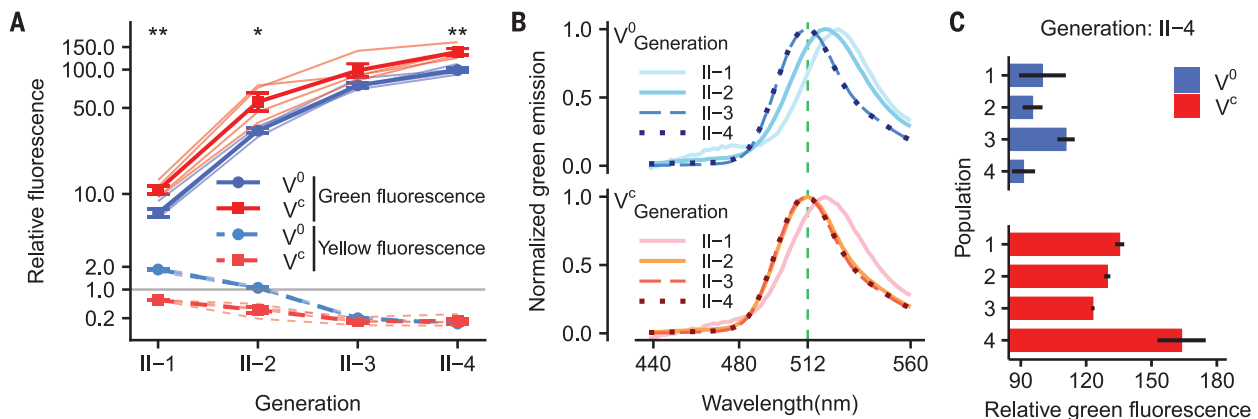 A
** * **
150.0
100.0
50.0
10.0
2.0
1.0
0.2
Relative fluorescence
V⁰
Vᶜ
Green fluorescence
V⁰
Vᶜ
Yellow fluorescence
II−1 II−2 II−3 II−4
Generation
B
Normalized green emission
1.0
0.5
0.0
V⁰
Generation
II−1
II−2
II−3
II−4
1.0
0.5
0.0
Vᶜ
Generation
II−1
II−2
II−3
II−4
440 480 512 560
Wavelength(nm)
C
Generation: II−4
V⁰
Vᶜ
Population
1
2
3
4
1
2
3
4
90 120 150 180
Relative green fluorescence